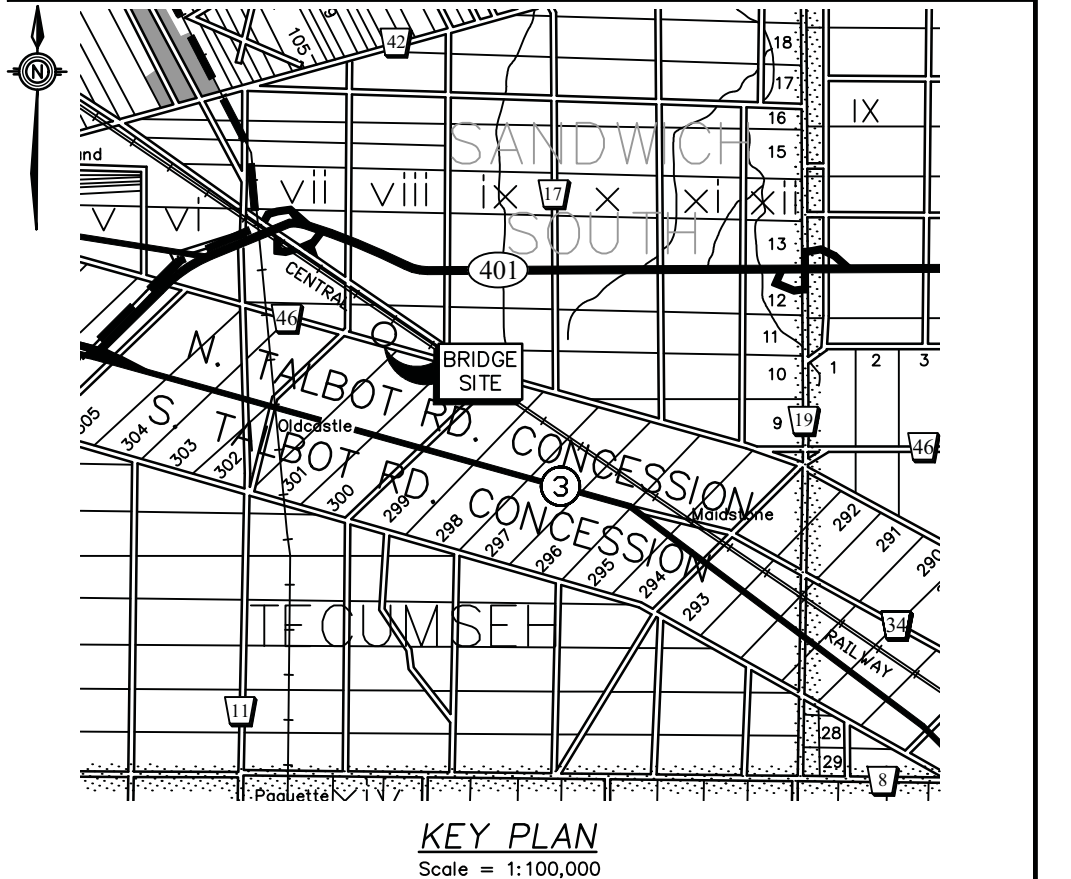 N
105
42
18
17
16
IX
15
SANDWICH
vii viii ix 17 x xi xii
v vi
SOUTH
13
401
12
CENTRAL
46
11
BRIDGE
SITE
1 2 3
10
N. TALBOT RD. CONCESSION
9
19
46
Oldcastle
S. TALBOT RD. CONCESSION
304
303
302
301
300
299
298
297
296
295
294
293
292
291
290
3
Maidstone
TECUMSEH
34
RAILWAY
11
28
29
8
Paquette
KEY PLAN
Scale = 1:100,000